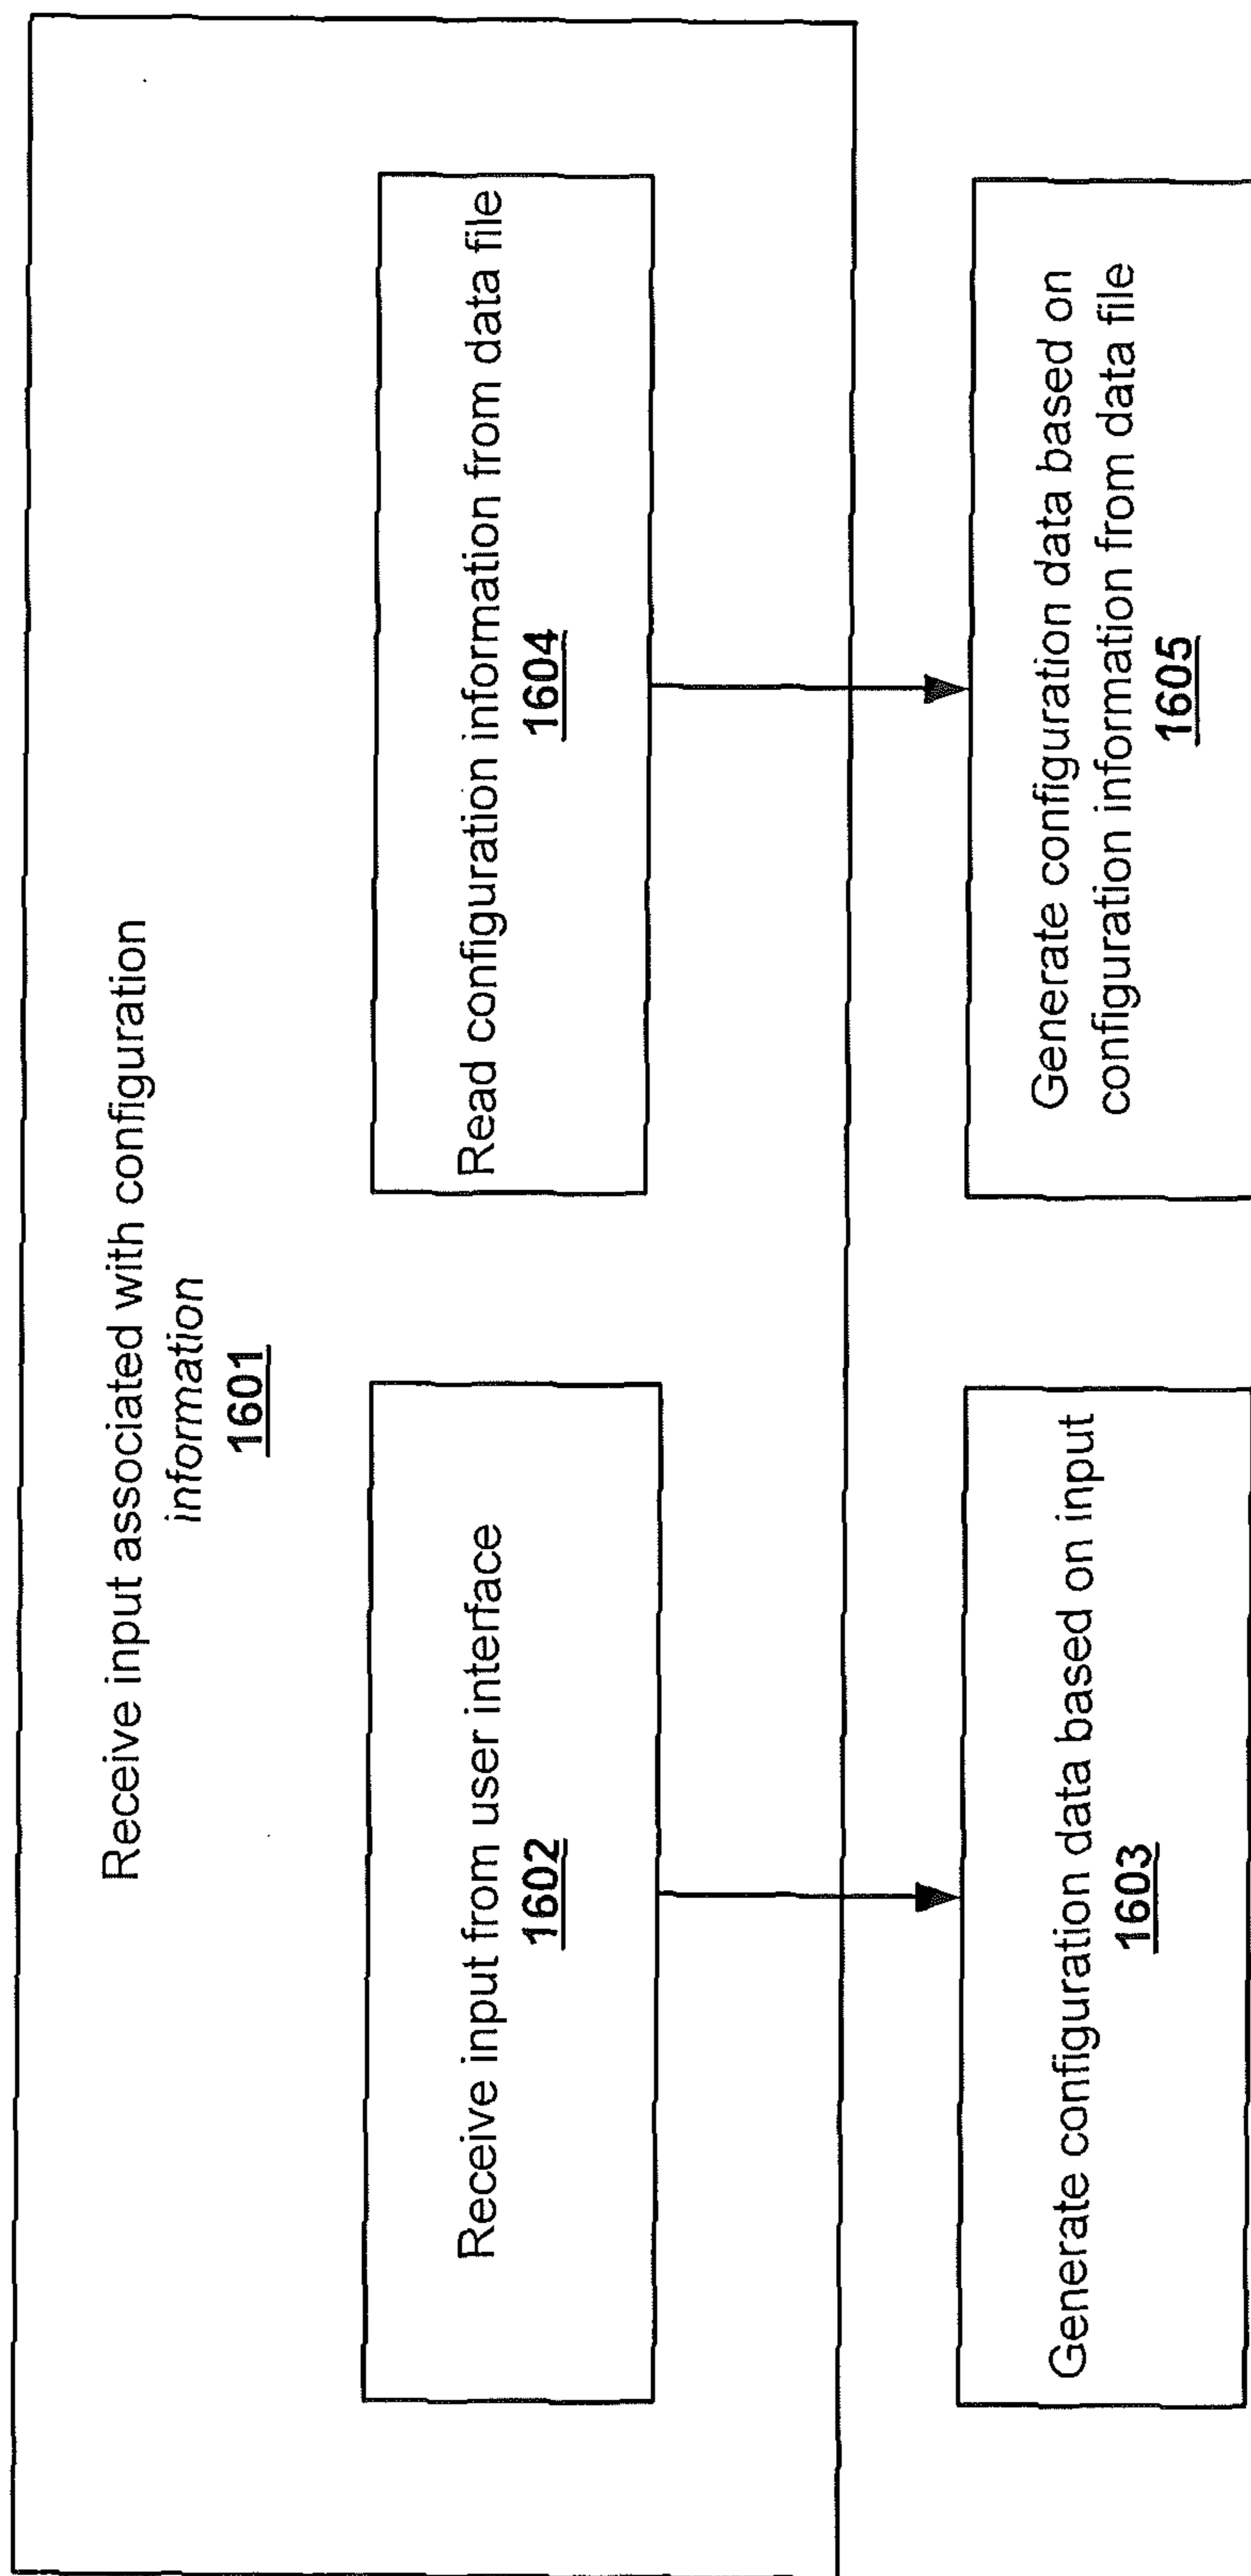 Receive input associated with configuration
information
1601
Receive input from user interface
1602
Read configuration information from data file
1604
Generate configuration data based on input
1603
Generate configuration data based on
configuration information from data file
1605